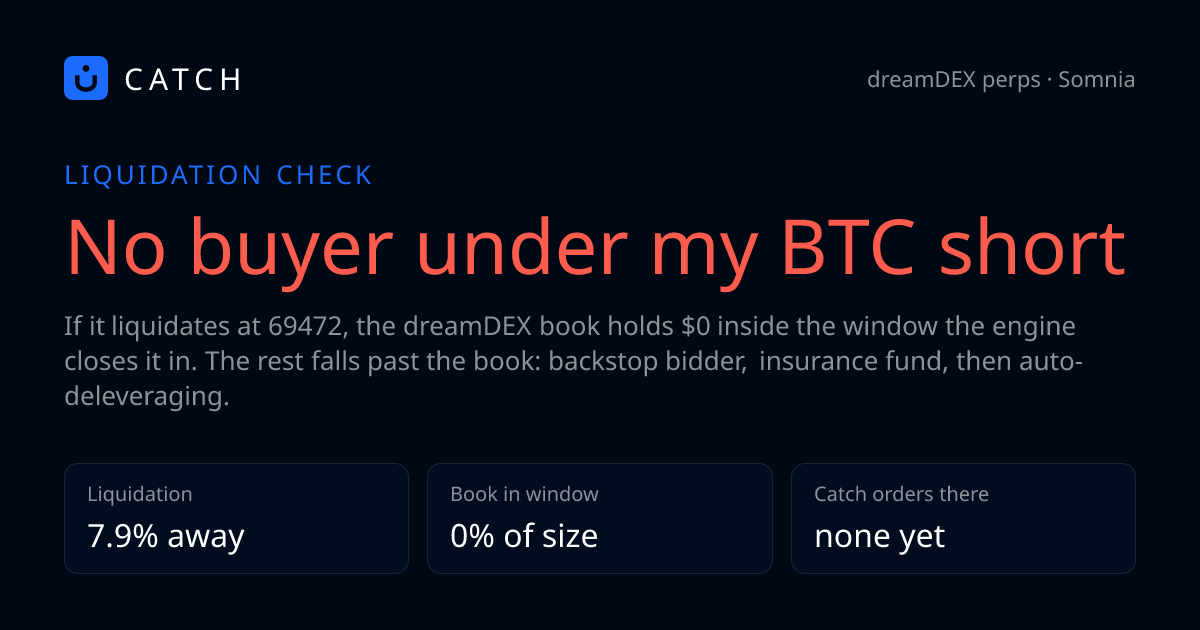 CATCH
dreamDEX perps · Somnia
LIQUIDATION CHECK
No buyer under my BTC short
If it liquidates at 69472, the dreamDEX book holds $0 inside the window the engine
closes it in. The rest falls past the book: backstop bidder, insurance fund, then auto-
deleveraging.
Liquidation
7.9% away
Book in window
0% of size
Catch orders there
none yet